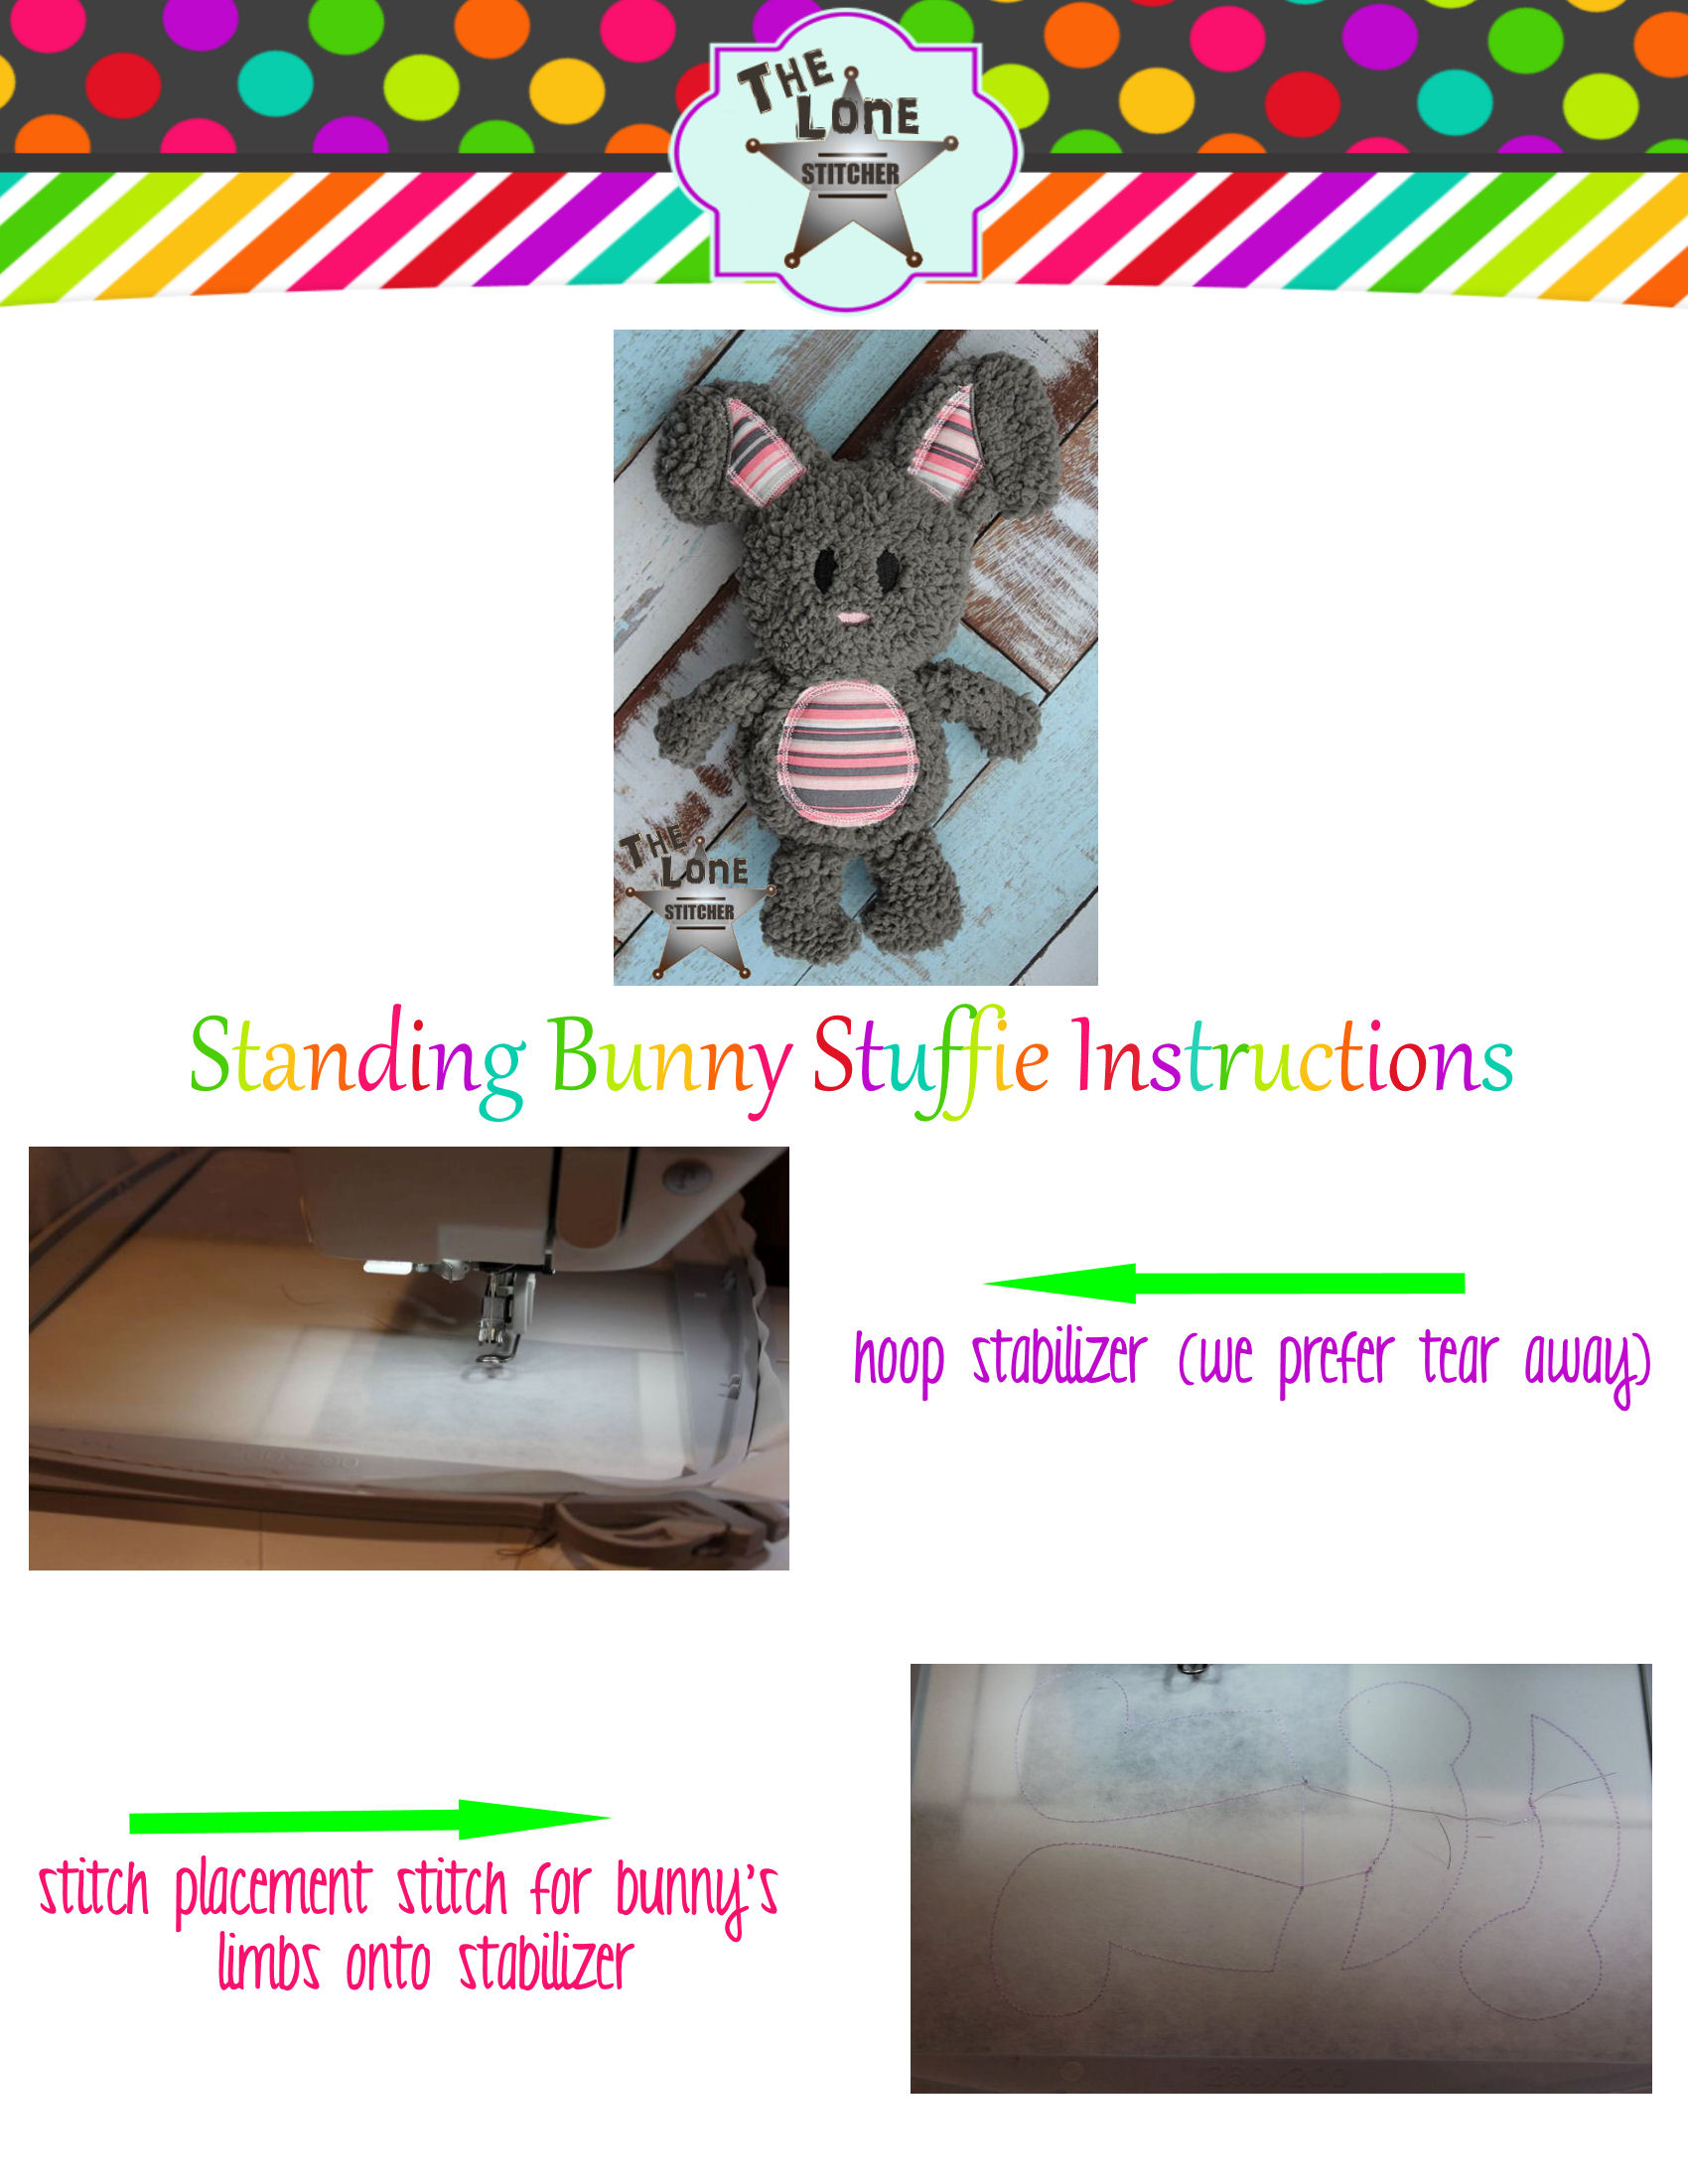 THE
LONE
STITCHER
THE
LONE
STITCHER
Standing Bunny Stuffie Instructions
hoop stabilizer (we prefer tear away)
stitch placement stitch for bunny's
limbs onto stabilizer